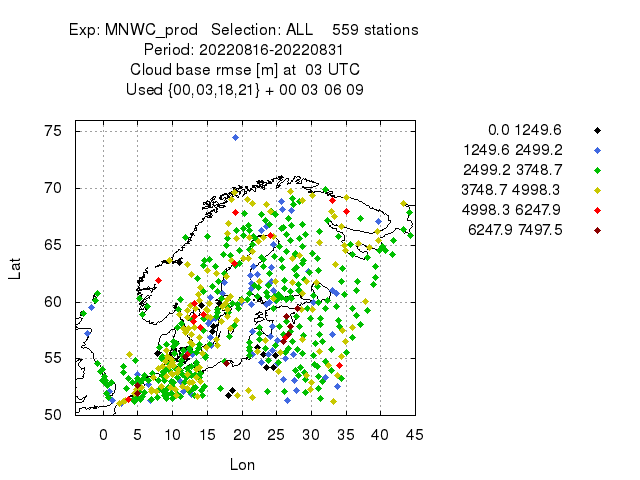 Exp: MNWC_prod   Selection: ALL    559 stations
Period: 20220816-20220831
Cloud base rmse [m] at  03 UTC
Used {00,03,18,21} + 00 03 06 09
75
70
65
60
55
50
Lat
0 5 10 15 20 25 30 35 40 45
Lon
0.0 1249.6
1249.6 2499.2
2499.2 3748.7
3748.7 4998.3
4998.3 6247.9
6247.9 7497.5